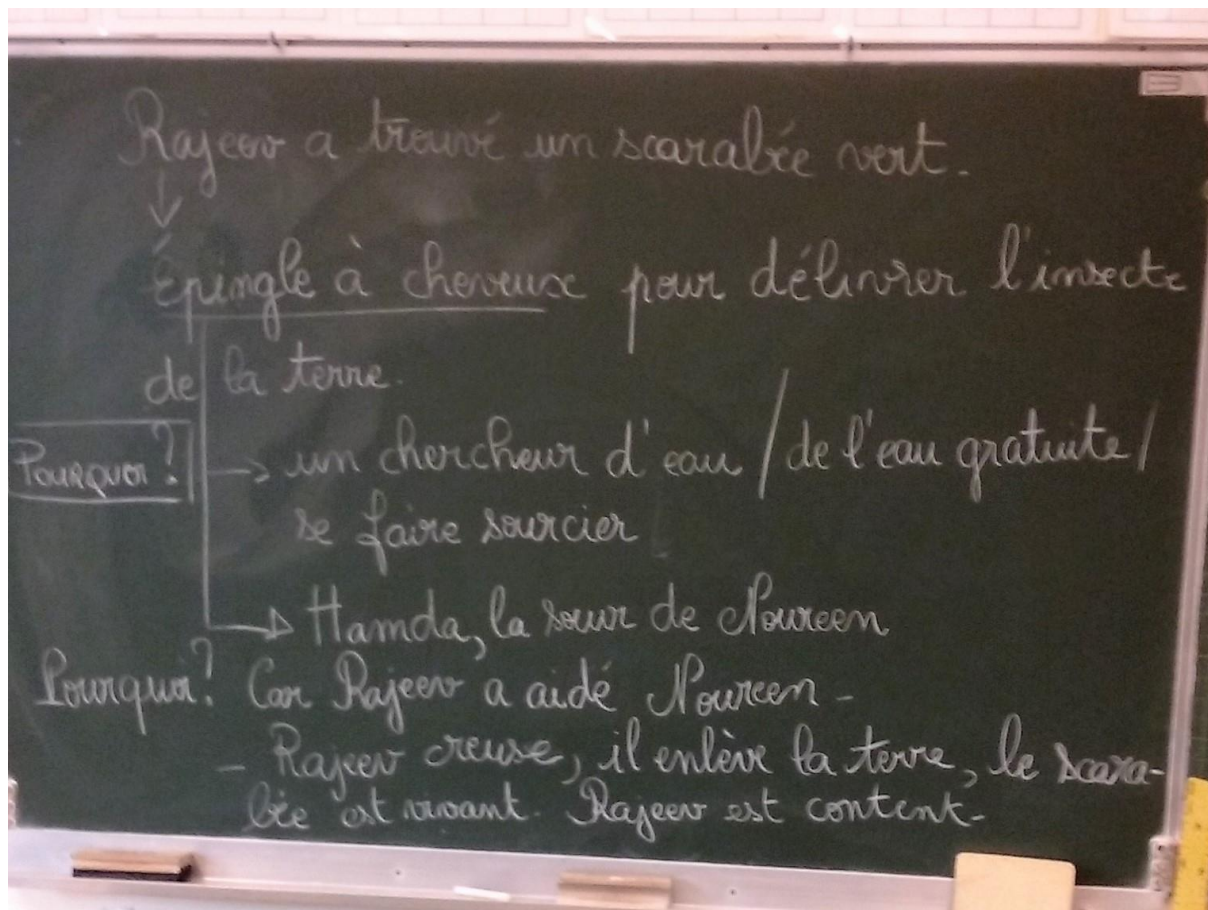 Rajeev a trouvé un scarabée vert.
↓
Épingle à cheveux pour délivrer l'insecte
de la terre.
Pourquoi ? → un chercheur d'eau / de l'eau gratuite /
se faire sourcier
→ Hamda, la sœur de Noureen
Pourquoi ? Car Rajeev a aidé Noureen -
- Rajeev creuse, il enlève la terre, le scara-
bée est vivant. Rajeev est content.